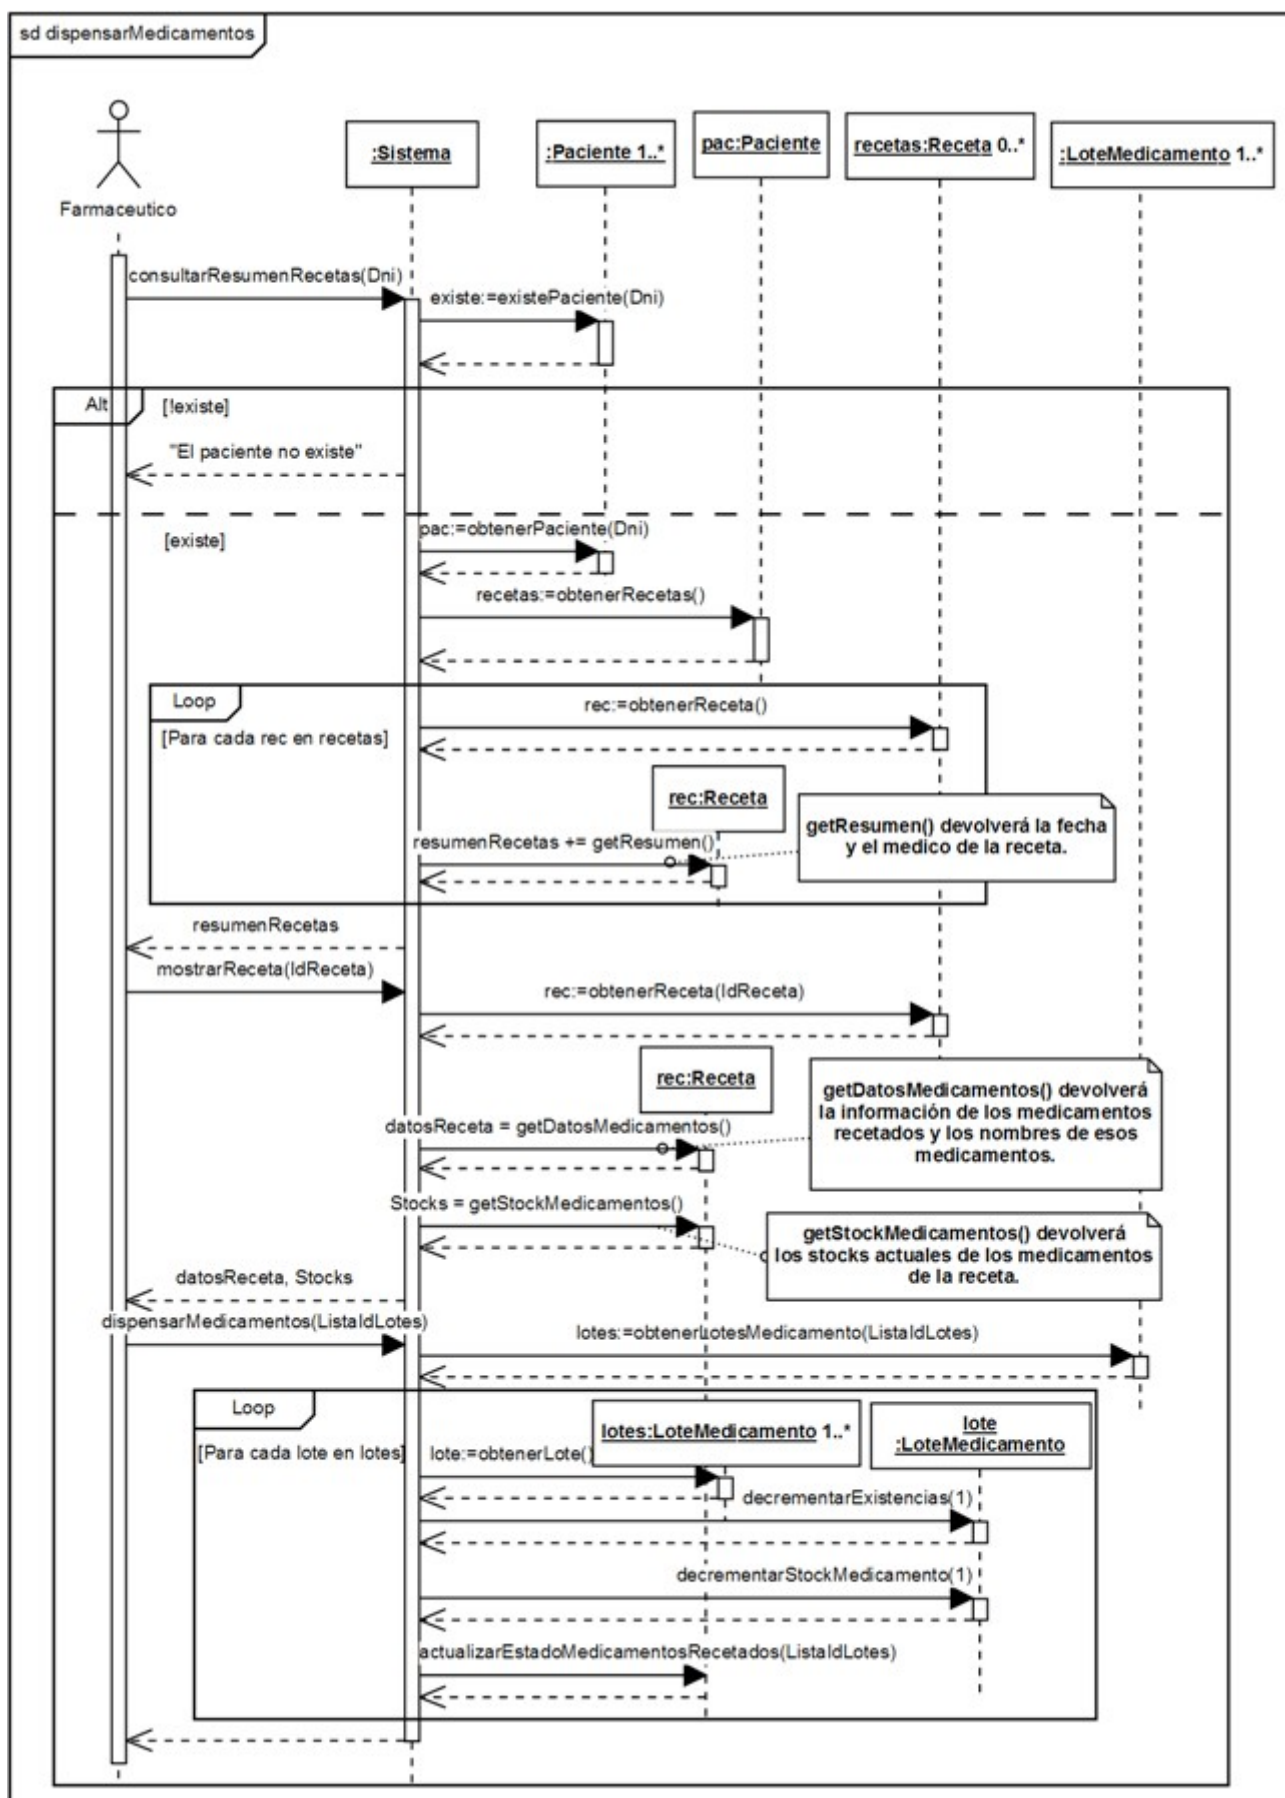 sd dispensarMedicamentos
Farmaceutico
:Sistema
:Paciente 1..*
pac:Paciente
recetas:Receta 0..*
:LoteMedicamento 1..*
consultarResumenRecetas(Dni)
existe:=existePaciente(Dni)
Alt
[!existe]
"El paciente no existe"
[existe]
pac:=obtenerPaciente(Dni)
recetas:=obtenerRecetas()
Loop
[Para cada rec en recetas]
rec:=obtenerReceta()
rec:Receta
getResumen() devolverá la fecha
y el medico de la receta.
resumenRecetas += getResumen()
resumenRecetas
mostrarReceta(IdReceta)
rec:=obtenerReceta(IdReceta)
rec:Receta
getDatosMedicamentos() devolverá
la información de los medicamentos
recetados y los nombres de esos
medicamentos.
datosReceta = getDatosMedicamentos()
Stocks = getStockMedicamentos()
getStockMedicamentos() devolverá
los stocks actuales de los medicamentos
de la receta.
datosReceta, Stocks
dispensarMedicamentos(ListaIdLotes)
lotes:=obtenerLotesMedicamento(ListaIdLotes)
Loop
[Para cada lote en lotes]
lotes:LoteMedicamento 1..*
lote
:LoteMedicamento
lote:=obtenerLote()
decrementarExistencias(1)
decrementarStockMedicamento(1)
actualizarEstadoMedicamentosRecetados(ListaIdLotes)